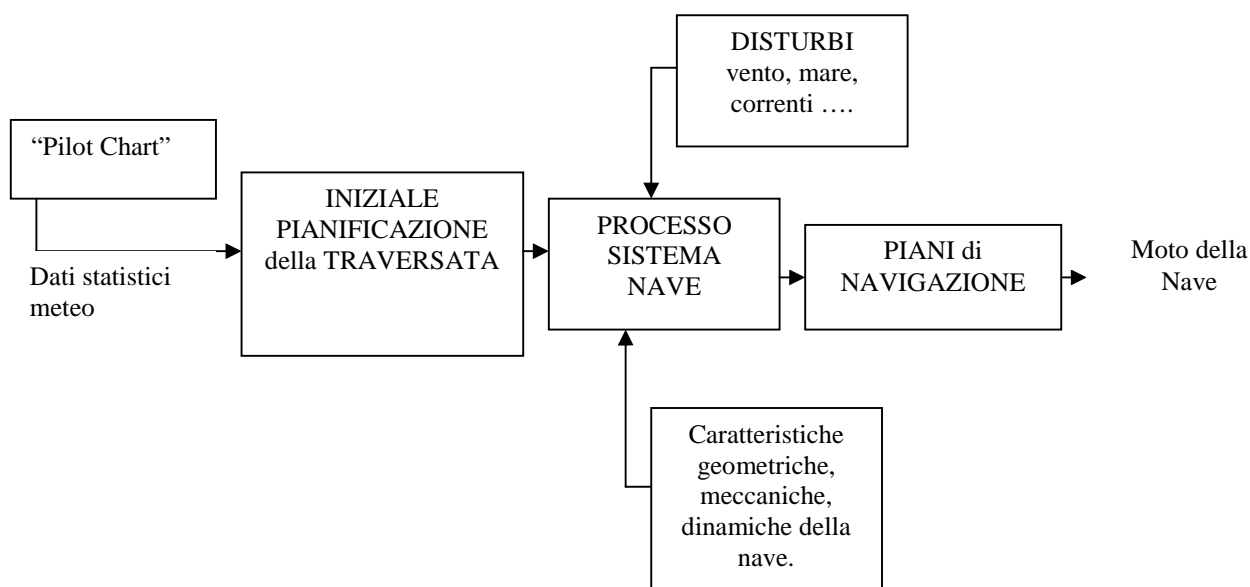 DISTURBI
vento, mare,
correnti ….
“Pilot Chart”
INIZIALE
PIANIFICAZIONE
della TRAVERSATA
PROCESSO
SISTEMA
NAVE
PIANI di
NAVIGAZIONE
Moto della
Nave
Dati statistici
meteo
Caratteristiche
geometriche,
meccaniche,
dinamiche della
nave.